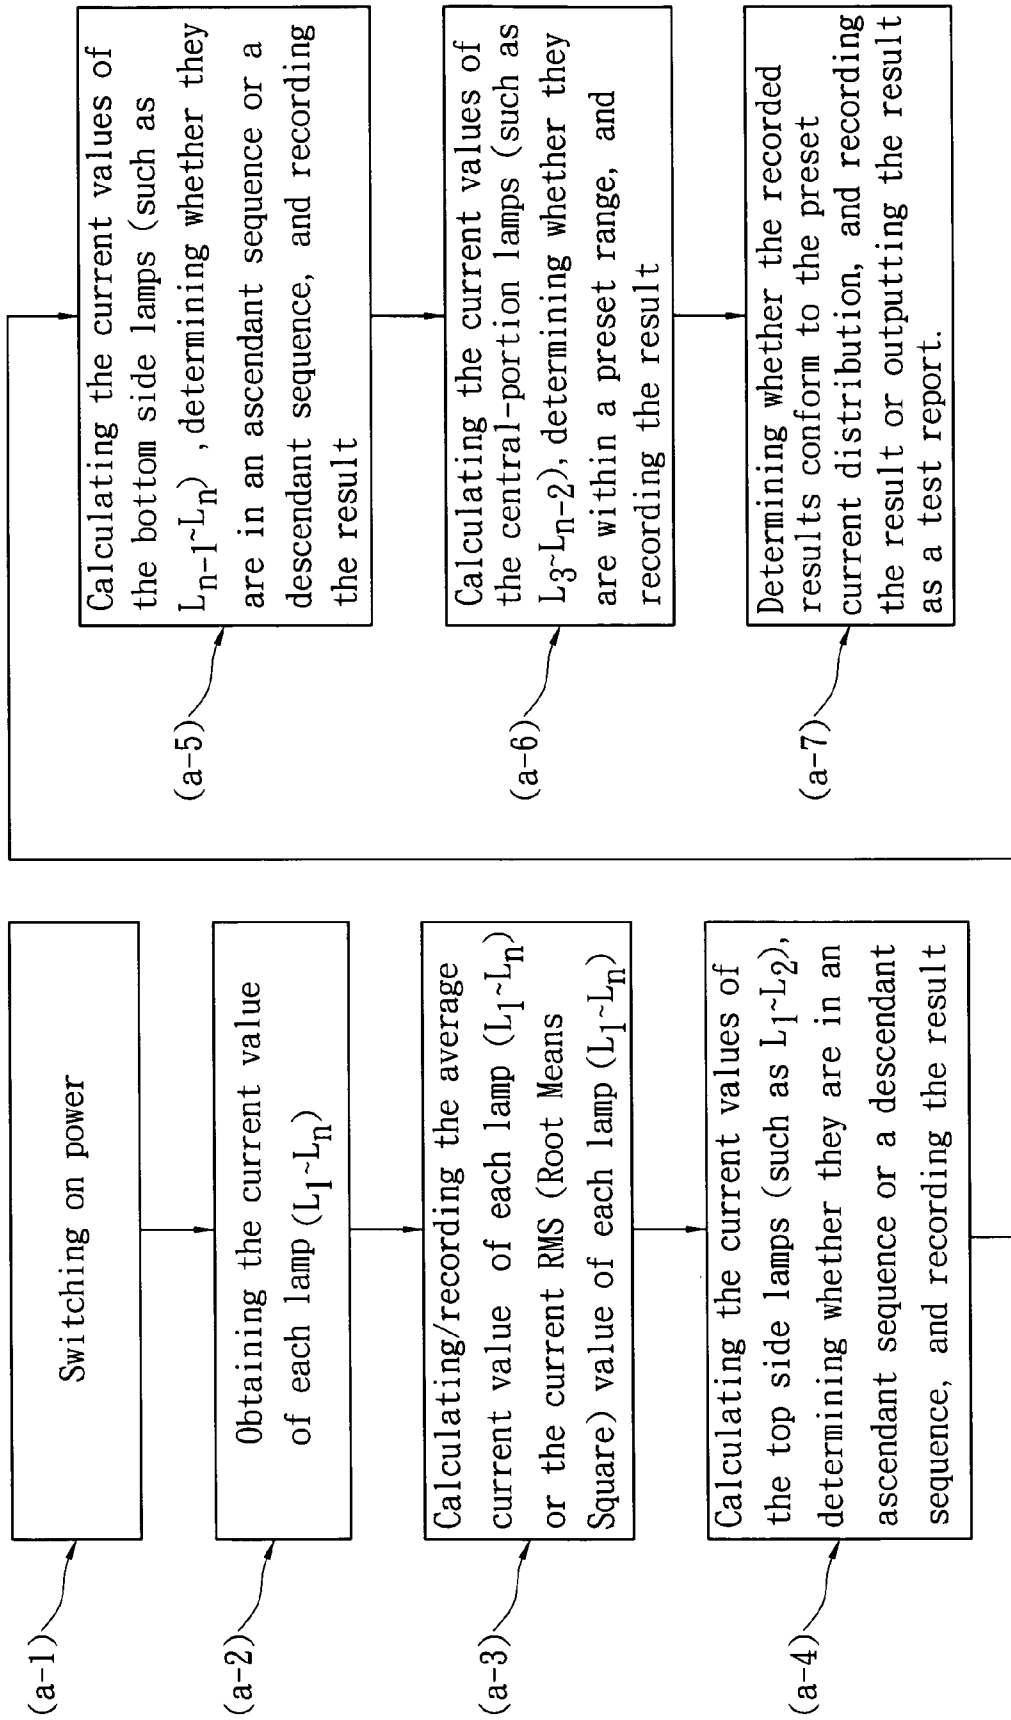 (a-1)
Switching on power
(a-2)
Obtaining the current value
of each lamp (L1~Ln)
(a-3)
Calculating/recording the average
current value of each lamp (L1~Ln)
or the current RMS (Root Means
Square) value of each lamp (L1~Ln)
(a-4)
Calculating the current values of
the top side lamps (such as L1~L2),
determining whether they are in an
ascendant sequence or a descendant
sequence, and recording the result
(a-5)
Calculating the current values of
the bottom side lamps (such as
Ln-1~Ln), determining whether they
are in an ascendant sequence or a
descendant sequence, and recording
the result
(a-6)
Calculating the current values of
the central-portion lamps (such as
L3~Ln-2), determining whether they
are within a preset range, and
recording the result
(a-7)
Determining whether the recorded
results conform to the preset
current distribution, and recording
the result or outputting the result
as a test report.